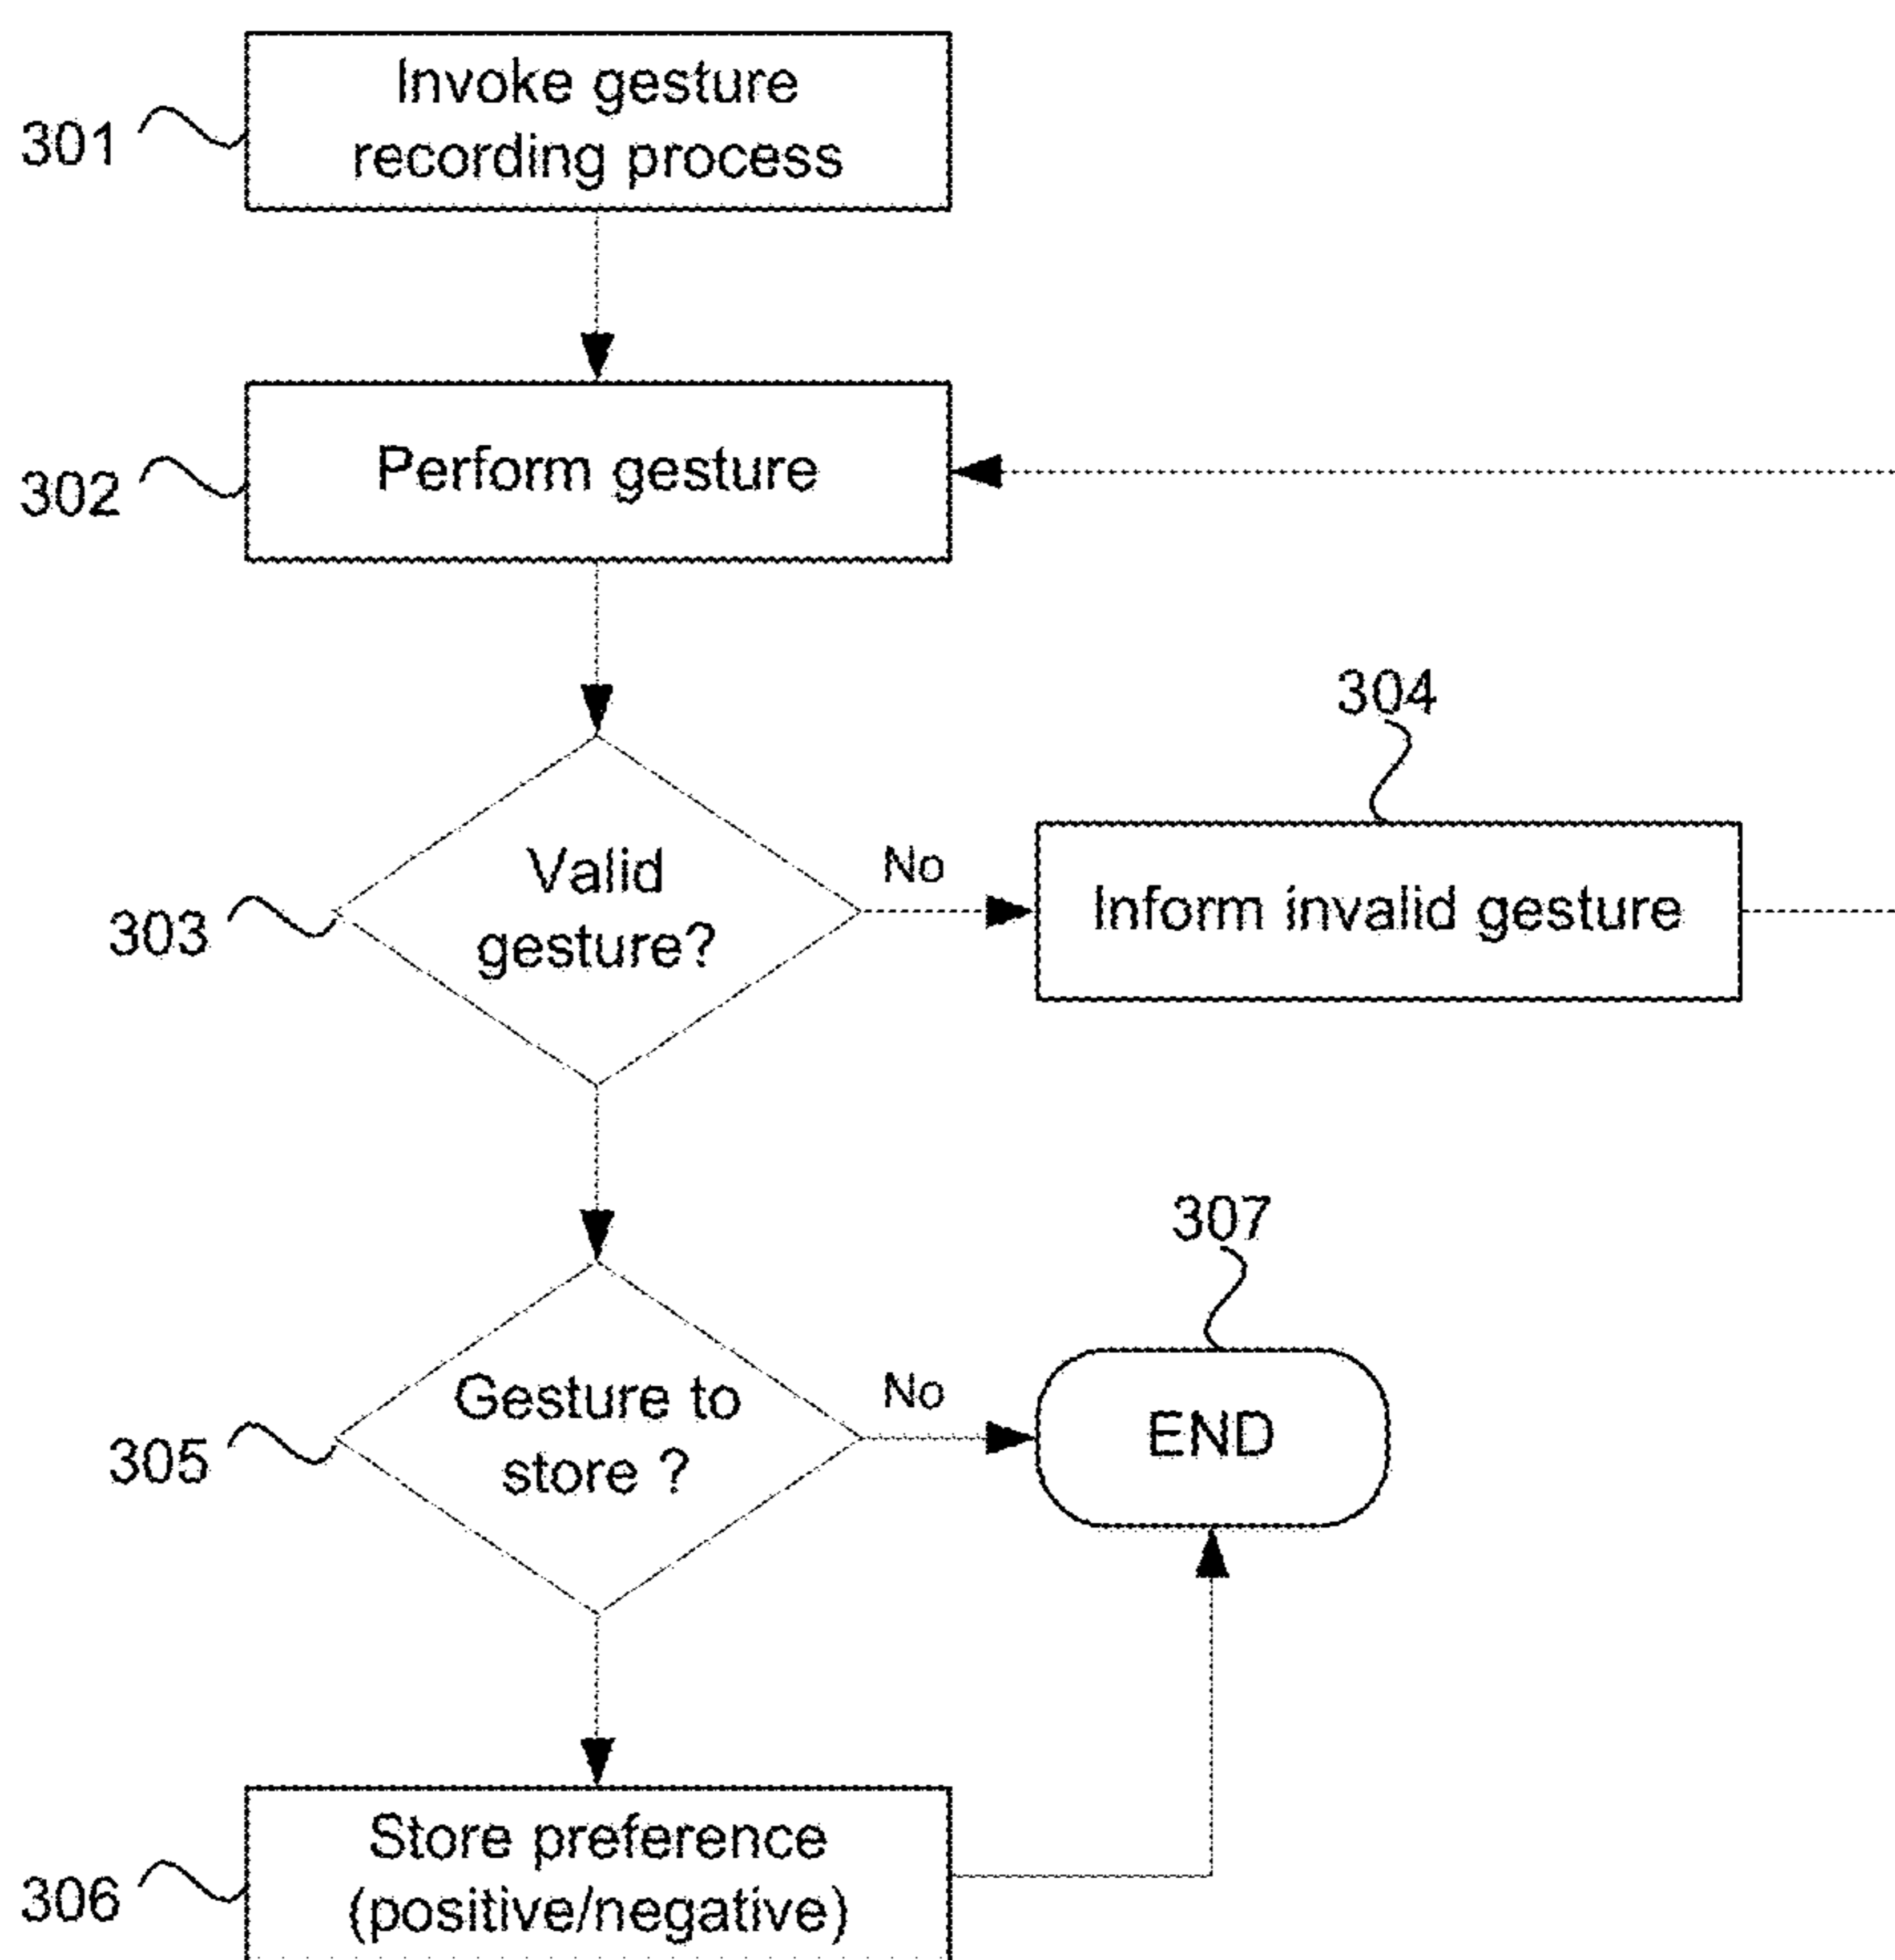 Invoke gesture
recording process
301
Perform gesture
302
304
Valid
gesture?
No
Inform invalid gesture
303
307
Gesture to
store ?
No
END
305
Store preference
(positive/negative)
306